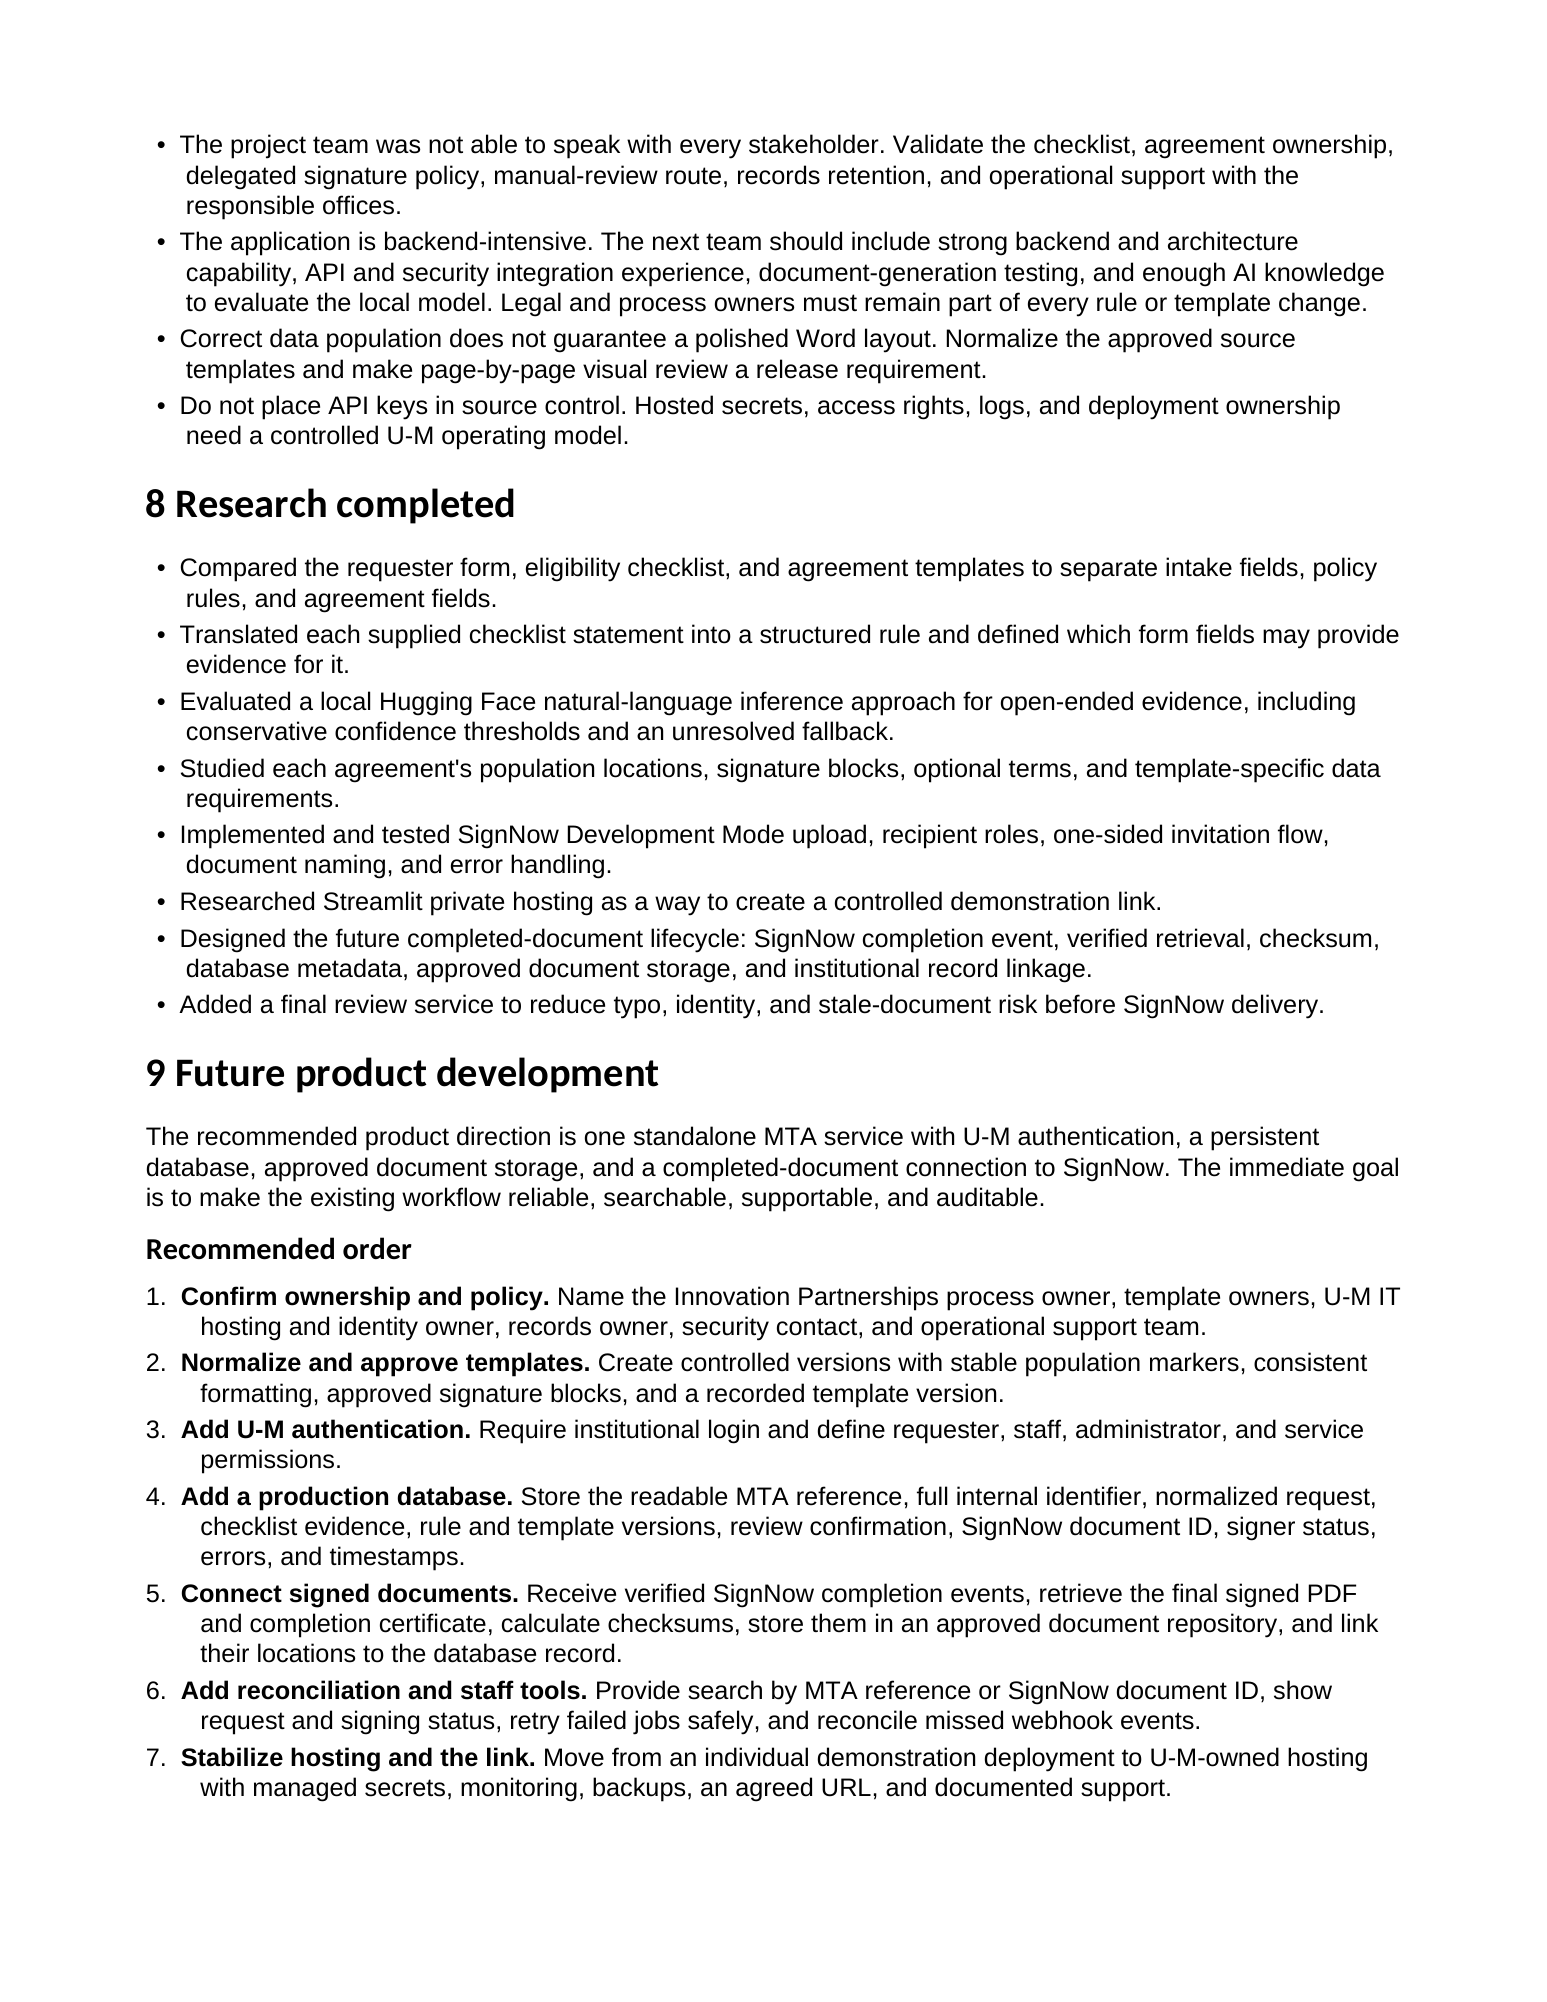 • The project team was not able to speak with every stakeholder. Validate the checklist, agreement ownership,
delegated signature policy, manual-review route, records retention, and operational support with the
responsible offices.
• The application is backend-intensive. The next team should include strong backend and architecture
capability, API and security integration experience, document-generation testing, and enough AI knowledge
to evaluate the local model. Legal and process owners must remain part of every rule or template change.
• Correct data population does not guarantee a polished Word layout. Normalize the approved source
templates and make page-by-page visual review a release requirement.
• Do not place API keys in source control. Hosted secrets, access rights, logs, and deployment ownership
need a controlled U-M operating model.
8 Research completed
• Compared the requester form, eligibility checklist, and agreement templates to separate intake fields, policy
rules, and agreement fields.
• Translated each supplied checklist statement into a structured rule and defined which form fields may provide
evidence for it.
• Evaluated a local Hugging Face natural-language inference approach for open-ended evidence, including
conservative confidence thresholds and an unresolved fallback.
• Studied each agreement's population locations, signature blocks, optional terms, and template-specific data
requirements.
• Implemented and tested SignNow Development Mode upload, recipient roles, one-sided invitation flow,
document naming, and error handling.
• Researched Streamlit private hosting as a way to create a controlled demonstration link.
• Designed the future completed-document lifecycle: SignNow completion event, verified retrieval, checksum,
database metadata, approved document storage, and institutional record linkage.
• Added a final review service to reduce typo, identity, and stale-document risk before SignNow delivery.
9 Future product development
The recommended product direction is one standalone MTA service with U-M authentication, a persistent
database, approved document storage, and a completed-document connection to SignNow. The immediate goal
is to make the existing workflow reliable, searchable, supportable, and auditable.
Recommended order
1. Confirm ownership and policy. Name the Innovation Partnerships process owner, template owners, U-M IT
hosting and identity owner, records owner, security contact, and operational support team.
2. Normalize and approve templates. Create controlled versions with stable population markers, consistent
formatting, approved signature blocks, and a recorded template version.
3. Add U-M authentication. Require institutional login and define requester, staff, administrator, and service
permissions.
4. Add a production database. Store the readable MTA reference, full internal identifier, normalized request,
checklist evidence, rule and template versions, review confirmation, SignNow document ID, signer status,
errors, and timestamps.
5. Connect signed documents. Receive verified SignNow completion events, retrieve the final signed PDF
and completion certificate, calculate checksums, store them in an approved document repository, and link
their locations to the database record.
6. Add reconciliation and staff tools. Provide search by MTA reference or SignNow document ID, show
request and signing status, retry failed jobs safely, and reconcile missed webhook events.
7. Stabilize hosting and the link. Move from an individual demonstration deployment to U-M-owned hosting
with managed secrets, monitoring, backups, an agreed URL, and documented support.